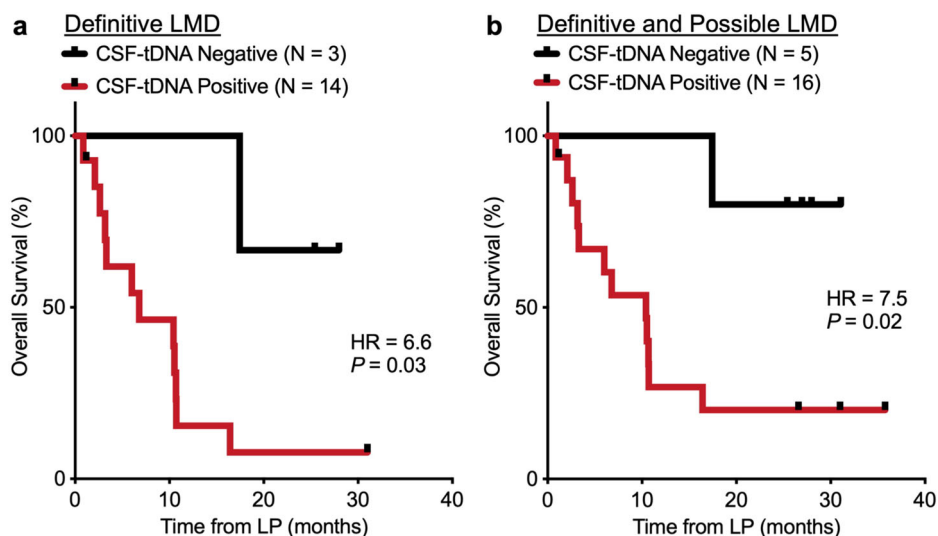 a Definitive LMD
CSF-tDNA Negative (N = 3)
CSF-tDNA Positive (N = 14)
100
50
0
Overall Survival (%)
HR = 6.6
P = 0.03
0 10 20 30 40
Time from LP (months)
b Definitive and Possible LMD
CSF-tDNA Negative (N = 5)
CSF-tDNA Positive (N = 16)
100
50
0
Overall Survival (%)
HR = 7.5
P = 0.02
0 10 20 30 40
Time from LP (months)